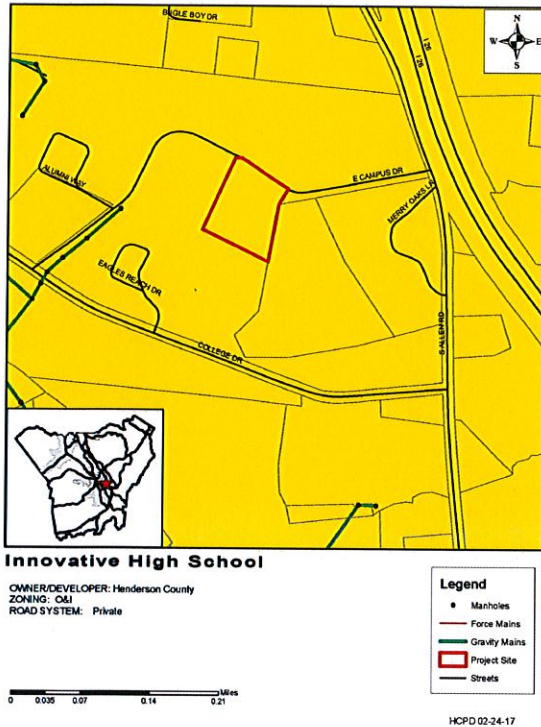 BUGLE BOY DR
N
W E
S
I 26
I 26
ALUMNI WAY
E CAMPUS DR
MERRY OAKS LN
EAGLES REACH DR
COLLEGE DR
S ALLEN RD
Innovative High School
OWNER/DEVELOPER: Henderson County
ZONING: O&I
ROAD SYSTEM: Private
Legend
Manholes
Force Mains
Gravity Mains
Project Site
Streets
Miles
0 0.035 0.07 0.14 0.21
HCPD 02-24-17